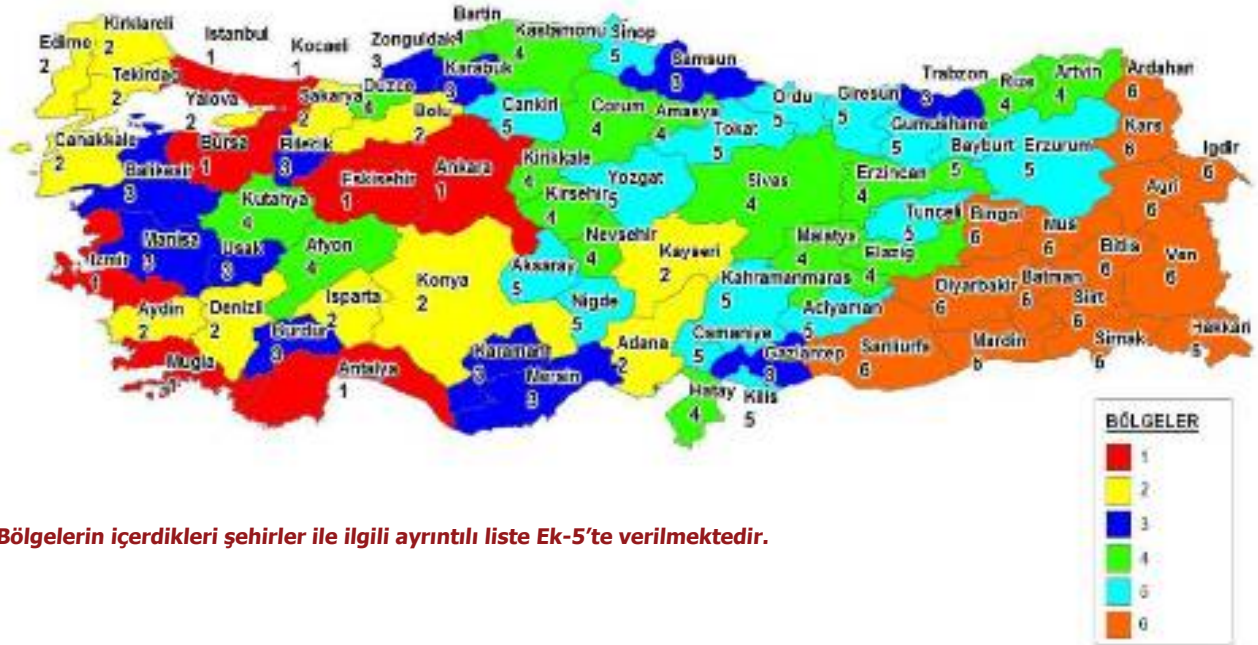 Bartin
Kirklareli
4
Kastamonu
Sinop
Edirne
2
Istanbul
Zonguldak
4
5
2
1
Kocaeli
3
Samsun
Tekirdag
1
Karabuk
3
Trabzon
Artvin
Ardahan
2
Duzce
3
3
Rize
4
6
Yalova
Sakarya
4
Cankiri
Corum
Amasya
Ordu
Giresun
4
Kars
2
2
Bolu
5
4
4
5
5
Gumushane
6
Canakkale
Bursa
Bilecik
2
Tokat
5
Bayburt
Erzurum
Igdir
2
1
3
Ankara
Kirikkale
5
5
5
6
Balikesir
Eskisehir
1
4
Yozgat
Sivas
Erzincan
Agri
3
Kutahya
1
Kirsehir
5
4
4
6
4
4
Tunceli
Bingol
Mus
Manisa
Usak
Afyon
Nevsehir
Kayseri
Malatya
5
6
6
Bitlis
Van
Izmir
3
3
4
Konya
Aksaray
4
2
4
Elazig
6
6
1
2
5
Kahramanmaras
4
Diyarbakir
Batman
Aydin
Denizli
Isparta
Nigde
5
Adiyaman
6
6
Siirt
2
2
2
5
Osmaniye
5
6
Hakkari
Burdur
Karaman
Adana
5
Gaziantep
Sanliurfa
Mardin
Sirnak
Mugla
3
Antalya
3
Mersin
2
3
6
6
1
1
3
Hatay
Kilis
4
5
BÖLGELER
1
2
3
4
5
6
Bölgelerin içerdikleri şehirler ile ilgili ayrıntılı liste Ek-5’te verilmektedir.